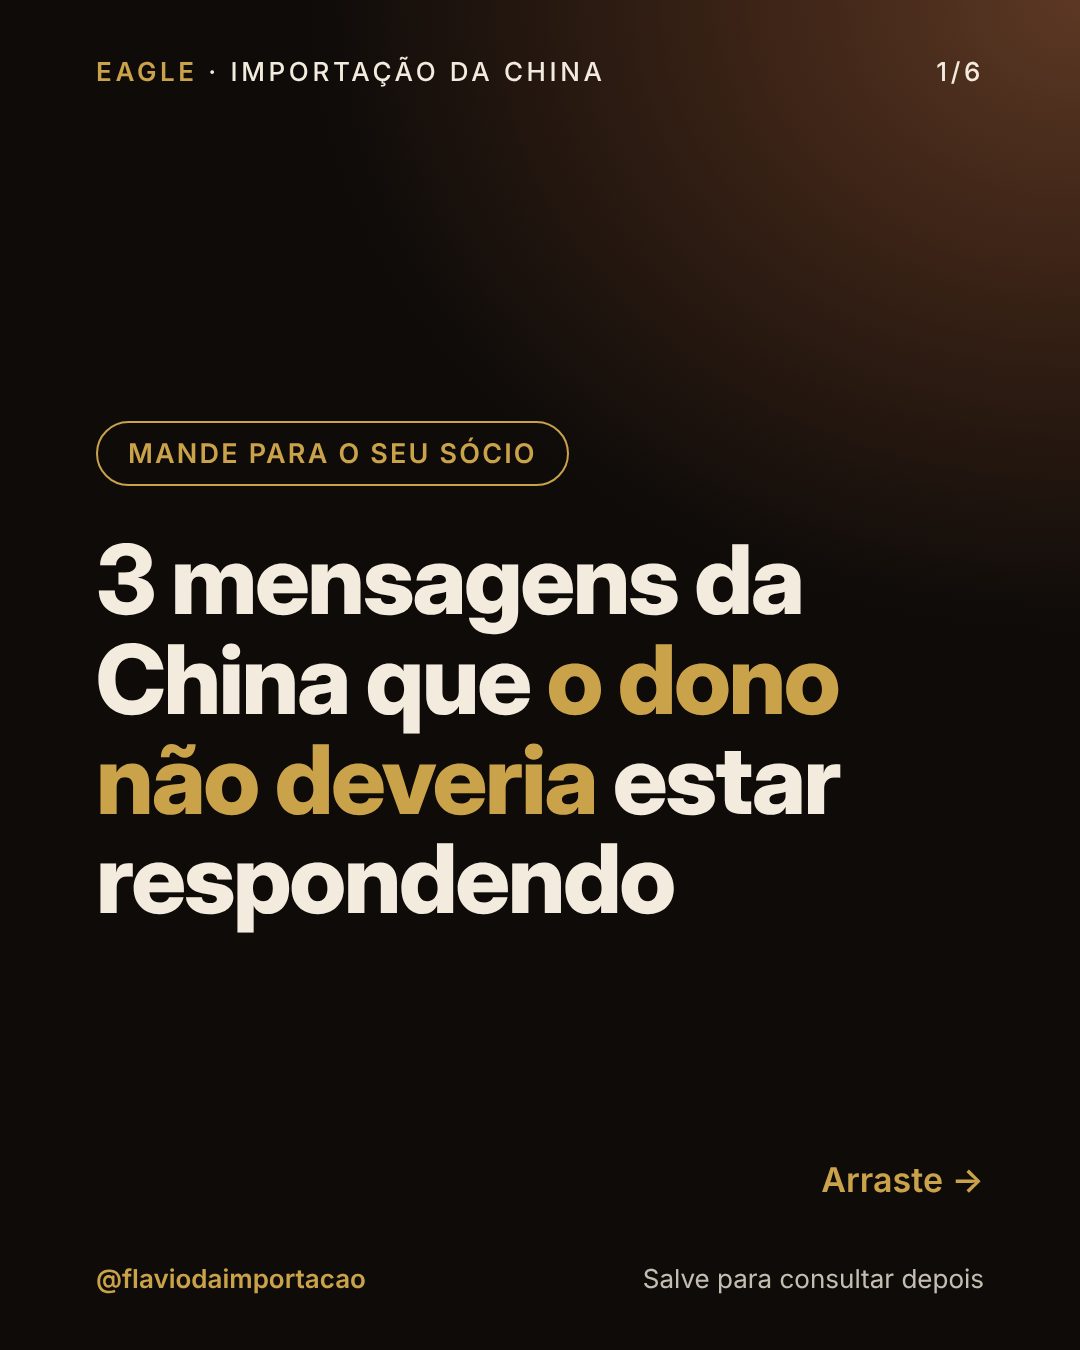 EAGLE · IMPORTAÇÃO DA CHINA
1/6
MANDE PARA O SEU SÓCIO
3 mensagens da
China que o dono
não deveria estar
respondendo
Arraste →
@flaviodaimportacao
Salve para consultar depois